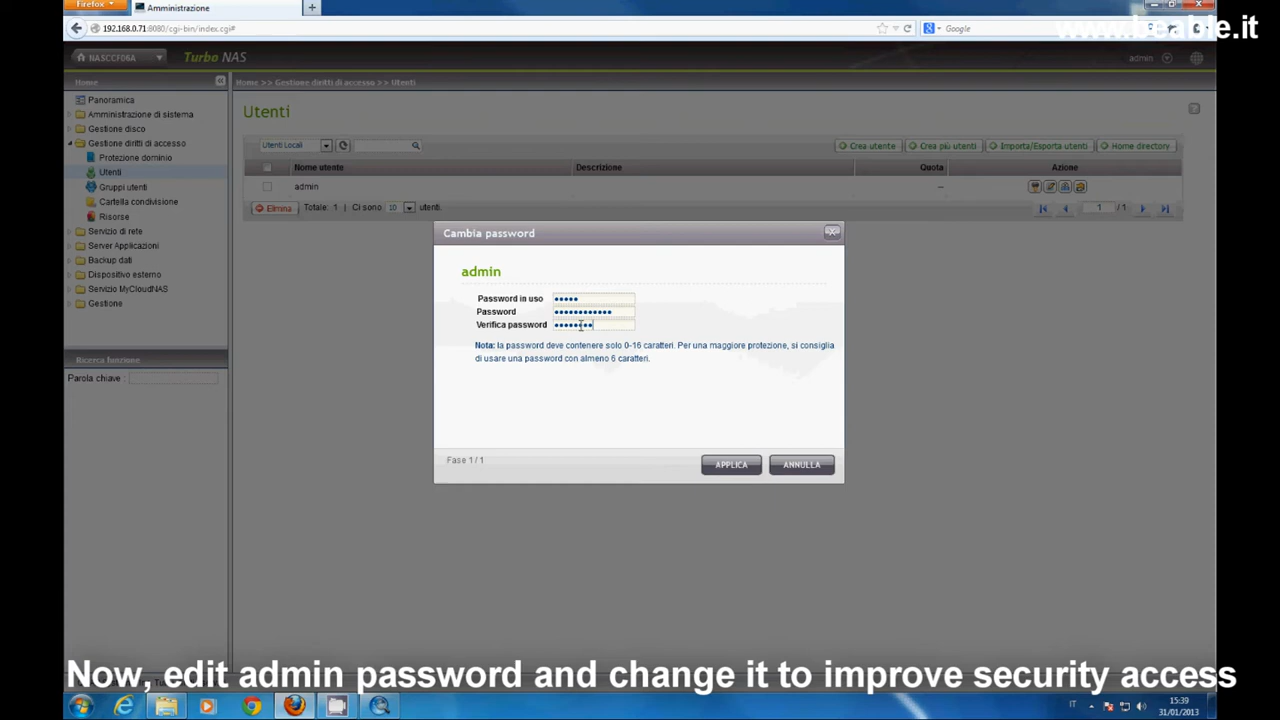 Firefox
Amministrazione
www.beable.it
192.168.0.71:8080/cgi-bin/index.cgi#
Google
NASCCF06A
Turbo NAS
admin
Home
Home >> Gestione diritti di accesso >> Utenti
Panoramica
Amministrazione di sistema
Gestione disco
Gestione diritti di accesso
Protezione dominio
Utenti
Gruppi utenti
Cartella condivisione
Risorse
Servizio di rete
Server Applicazioni
Backup dati
Dispositivo esterno
Servizio MyCloudNAS
Gestione
Ricerca funzione
Parola chiave :
Utenti
Utenti Locali
Crea utente
Crea più utenti
Importa/Esporta utenti
Home directory
Nome utente
Descrizione
Quota
Azione
admin
--
Elimina
Totale: 1 | Ci sono 10 utenti.
1 / 1
Cambia password
admin
Password in uso •••••
Password ••••••••••••
Verifica password ••••••••
Nota: la password deve contenere solo 0-16 caratteri. Per una maggiore protezione, si consiglia
di usare una password con almeno 6 caratteri.
Fase 1 / 1
APPLICA
ANNULLA
Now, edit admin password and change it to improve security access
IT
15:39
31/01/2013